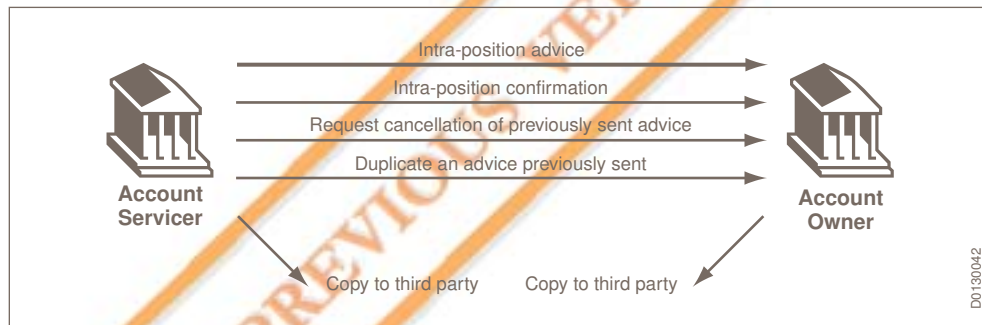 Intra-position advice
Intra-position confirmation
Request cancellation of previously sent advice
Duplicate an advice previously sent
Account
Servicer
Account
Owner
Copy to third party
Copy to third party
D0130042
PREVIOUS VE